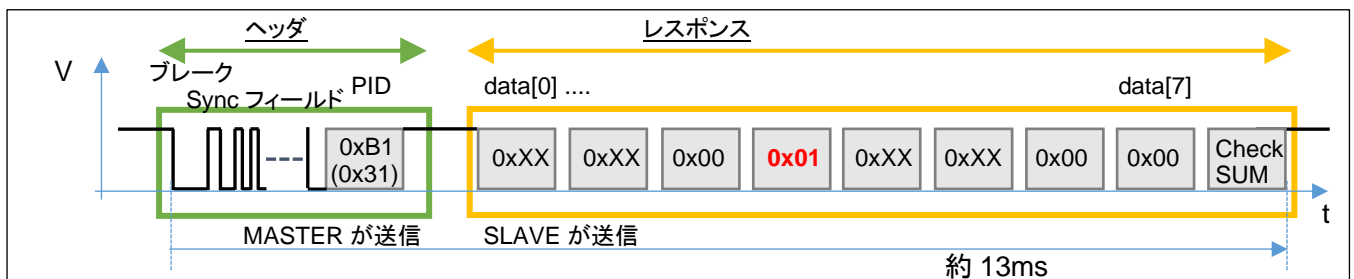 ヘッダ
レスポンス
V
ブレーク
Sync フィールド
PID
data[0] ....
data[7]
0xB1
(0x31)
0xXX
0xXX
0x00
0x01
0xXX
0xXX
0x00
0x00
Check
SUM
t
MASTER が送信
SLAVE が送信
約 13ms